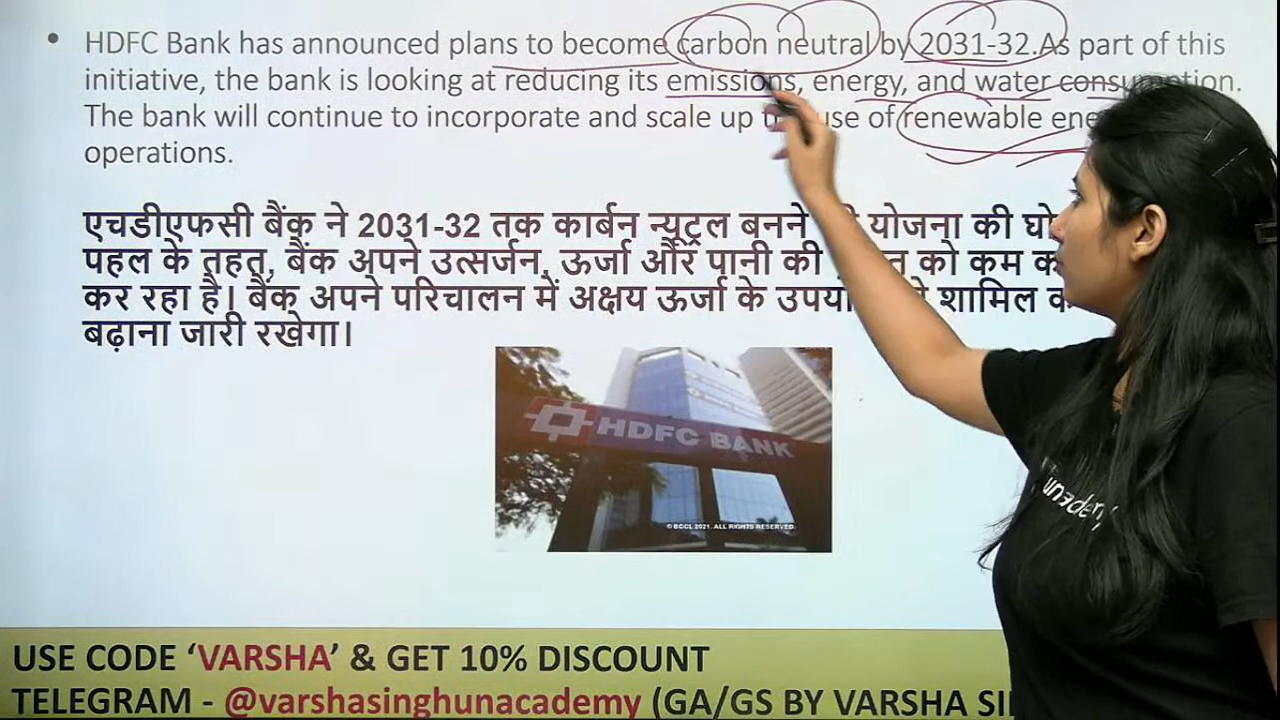 • HDFC Bank has announced plans to become carbon neutral by 2031-32.As part of this
initiative, the bank is looking at reducing its emissions, energy, and water consumption.
The bank will continue to incorporate and scale up use of renewable
operations.
एचडीएफसी बैंक ने 2031-32 तक कार्बन न्यूट्रल बनने योजना की
पहल के तहत, बैंक अपने उत्सर्जन, ऊर्जा और पानी की को कम
कर रहा है। बैंक अपने परिचालन में अक्षय ऊर्जा के शामिल
बढ़ाना जारी रखेगा।
HDFC BANK
© BCCL 2021. ALL RIGHTS RESERVED.
unacademy
USE CODE ‘VARSHA’ & GET 10% DISCOUNT
TELEGRAM - @varshasinghunacademy (GA/GS BY VARSHA